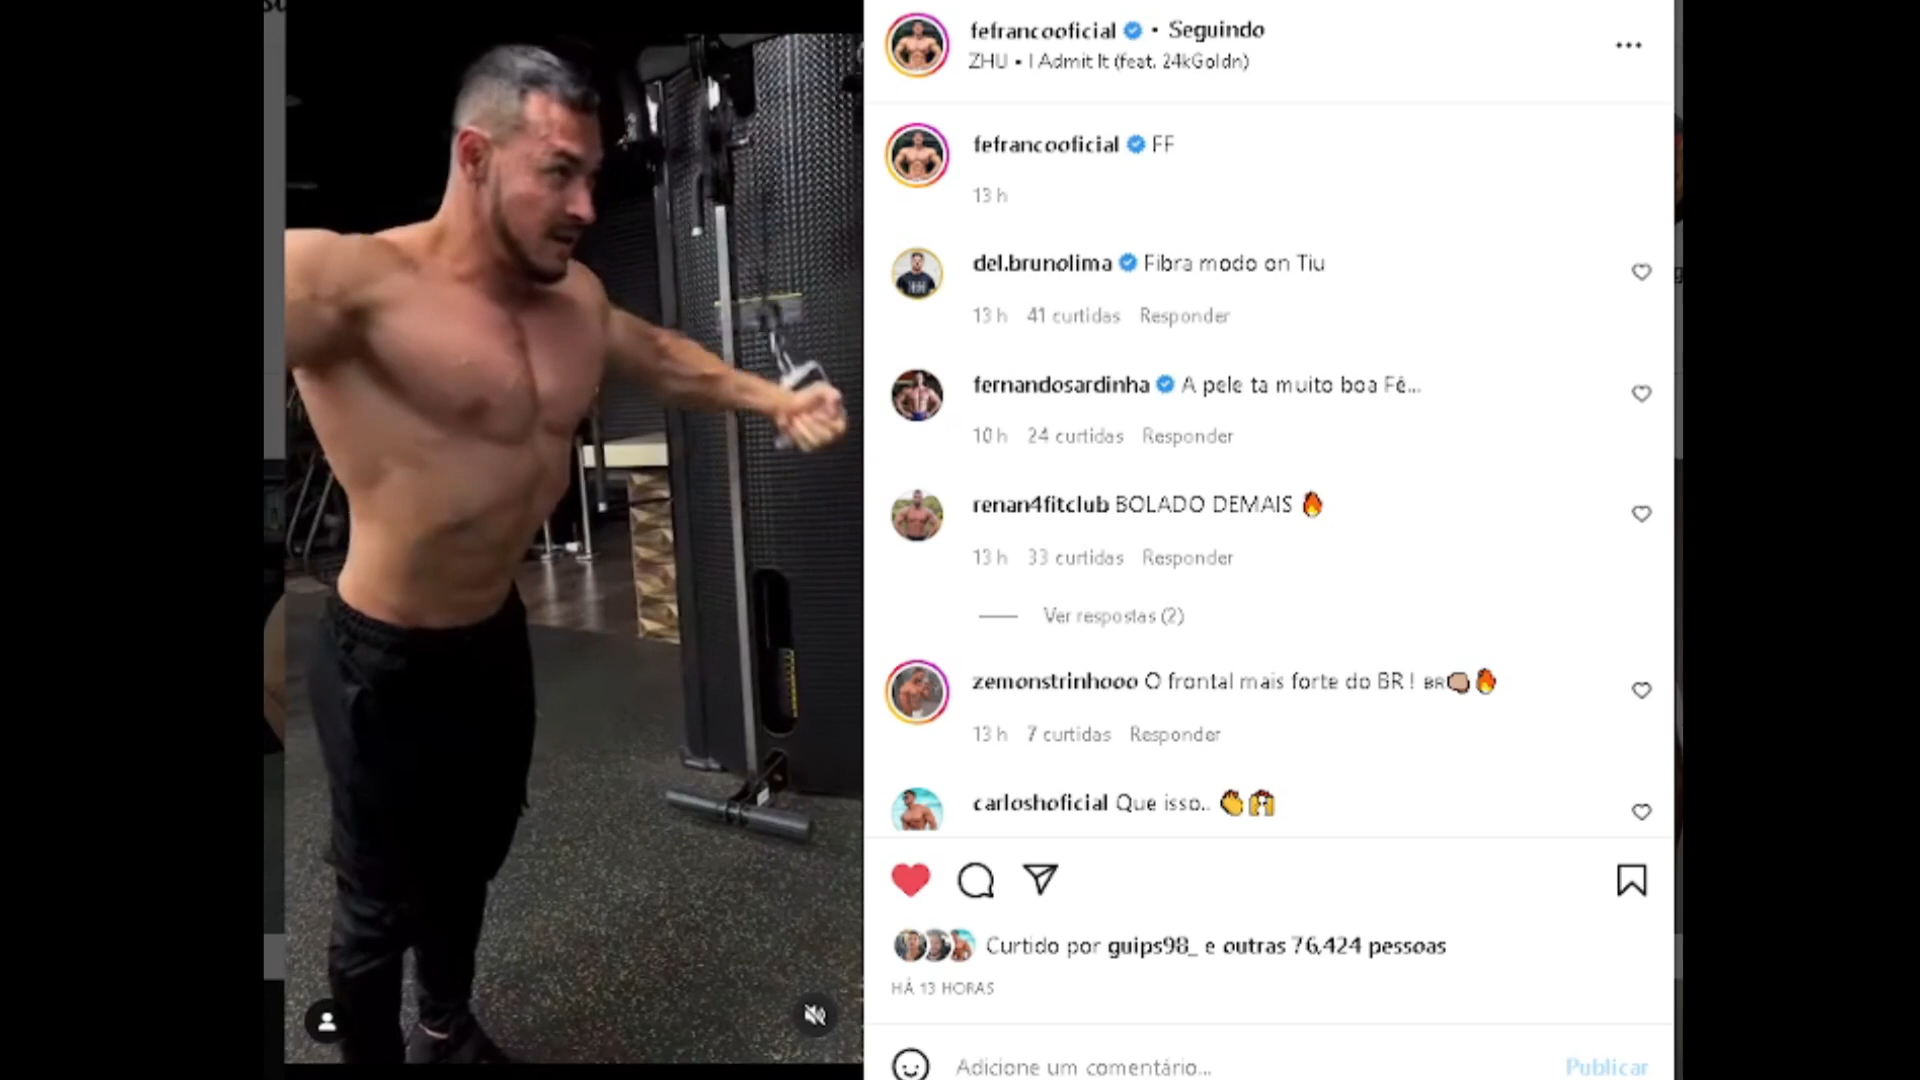 fefrancooficial • Seguindo
ZHU • I Admit It (feat. 24kGoldn)
fefrancooficial FF
13 h
del.brunolima Fibra modo on Tiu
13 h 41 curtidas Responder
fernandosardinha A pele ta muito boa Fê...
10 h 24 curtidas Responder
renan4fitclub BOLADO DEMAIS 🔥
13 h 33 curtidas Responder
Ver respostas (2)
zemonstrinhooo O frontal mais forte do BR ! BR👊🏼🔥
13 h 7 curtidas Responder
carloshoficial Que isso.. 👏🙌
Curtido por guips98_ e outras 76,424 pessoas
HÁ 13 HORAS
Adicione um comentário...
Publicar